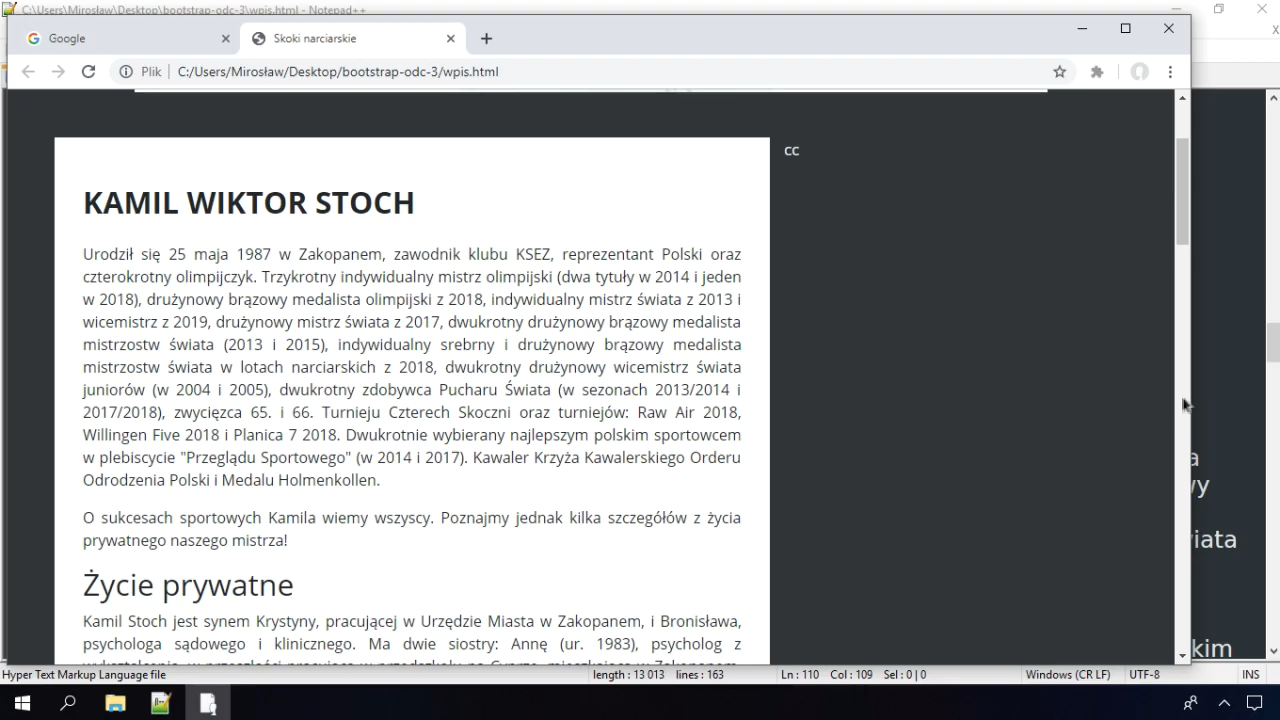 C:\Users\Mirosław\Desktop\bootstrap-odc-3\wpis.html - Notepad++
Google
Skoki narciarskie
Plik
C:/Users/Mirosław/Desktop/bootstrap-odc-3/wpis.html
cc
KAMIL WIKTOR STOCH
Urodził się 25 maja 1987 w Zakopanem, zawodnik klubu KSEZ, reprezentant Polski oraz
czterokrotny olimpijczyk. Trzykrotny indywidualny mistrz olimpijski (dwa tytuły w 2014 i jeden
w 2018), drużynowy brązowy medalista olimpijski z 2018, indywidualny mistrz świata z 2013 i
wicemistrz z 2019, drużynowy mistrz świata z 2017, dwukrotny drużynowy brązowy medalista
mistrzostw świata (2013 i 2015), indywidualny srebrny i drużynowy brązowy medalista
mistrzostw świata w lotach narciarskich z 2018, dwukrotny drużynowy wicemistrz świata
juniorów (w 2004 i 2005), dwukrotny zdobywca Pucharu Świata (w sezonach 2013/2014 i
2017/2018), zwycięzca 65. i 66. Turnieju Czterech Skoczni oraz turniejów: Raw Air 2018,
Willingen Five 2018 i Planica 7 2018. Dwukrotnie wybierany najlepszym polskim sportowcem
w plebiscycie "Przeglądu Sportowego" (w 2014 i 2017). Kawaler Krzyża Kawalerskiego Orderu
Odrodzenia Polski i Medalu Holmenkollen.
O sukcesach sportowych Kamila wiemy wszyscy. Poznajmy jednak kilka szczegółów z życia
prywatnego naszego mistrza!
Życie prywatne
Kamil Stoch jest synem Krystyny, pracującej w Urzędzie Miasta w Zakopanem, i Bronisława,
psychologa sądowego i klinicznego. Ma dwie siostry: Annę (ur. 1983), psycholog z
a
wy
wiata
kim
Hyper Text Markup Language file
length : 13 013 lines : 163
Ln : 110 Col : 109 Sel : 0 | 0
Windows (CR LF)
UTF-8
INS